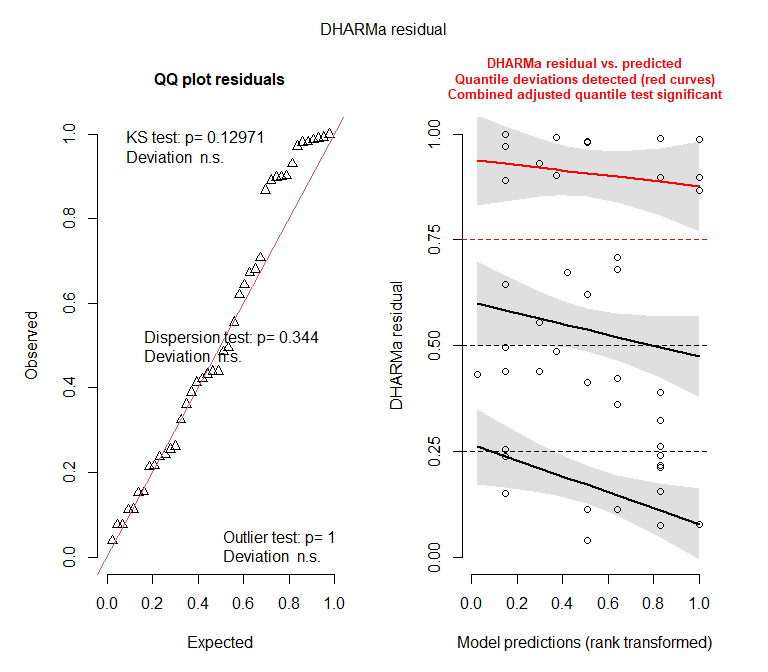 DHARMa residual
QQ plot residuals
KS test: p= 0.12971
Deviation n.s.
Dispersion test: p= 0.344
Deviation n.s.
Outlier test: p= 1
Deviation n.s.
Observed
0.0
0.2
0.4
0.6
0.8
1.0
0.0 0.2 0.4 0.6 0.8 1.0
Expected
DHARMa residual vs. predicted
Quantile deviations detected (red curves)
Combined adjusted quantile test significant
DHARMa residual
0.00
0.25
0.50
0.75
1.00
0.0 0.2 0.4 0.6 0.8 1.0
Model predictions (rank transformed)